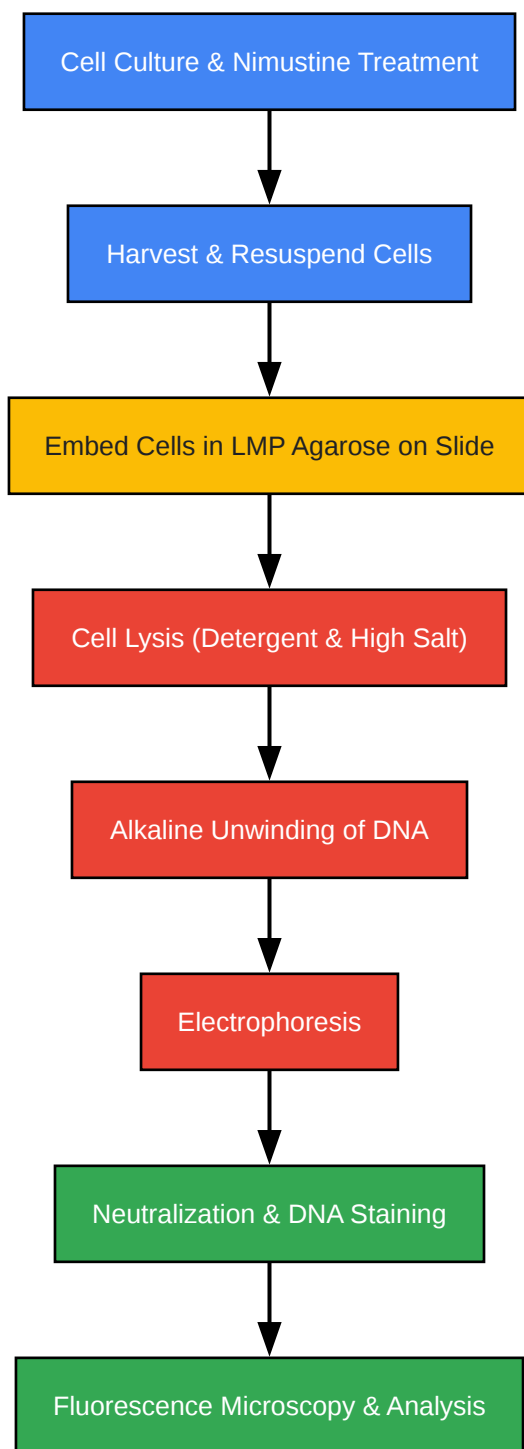 Cell Culture & Nimustine Treatment
Harvest & Resuspend Cells
Embed Cells in LMP Agarose on Slide
Cell Lysis (Detergent & High Salt)
Alkaline Unwinding of DNA
Electrophoresis
Neutralization & DNA Staining
Fluorescence Microscopy & Analysis